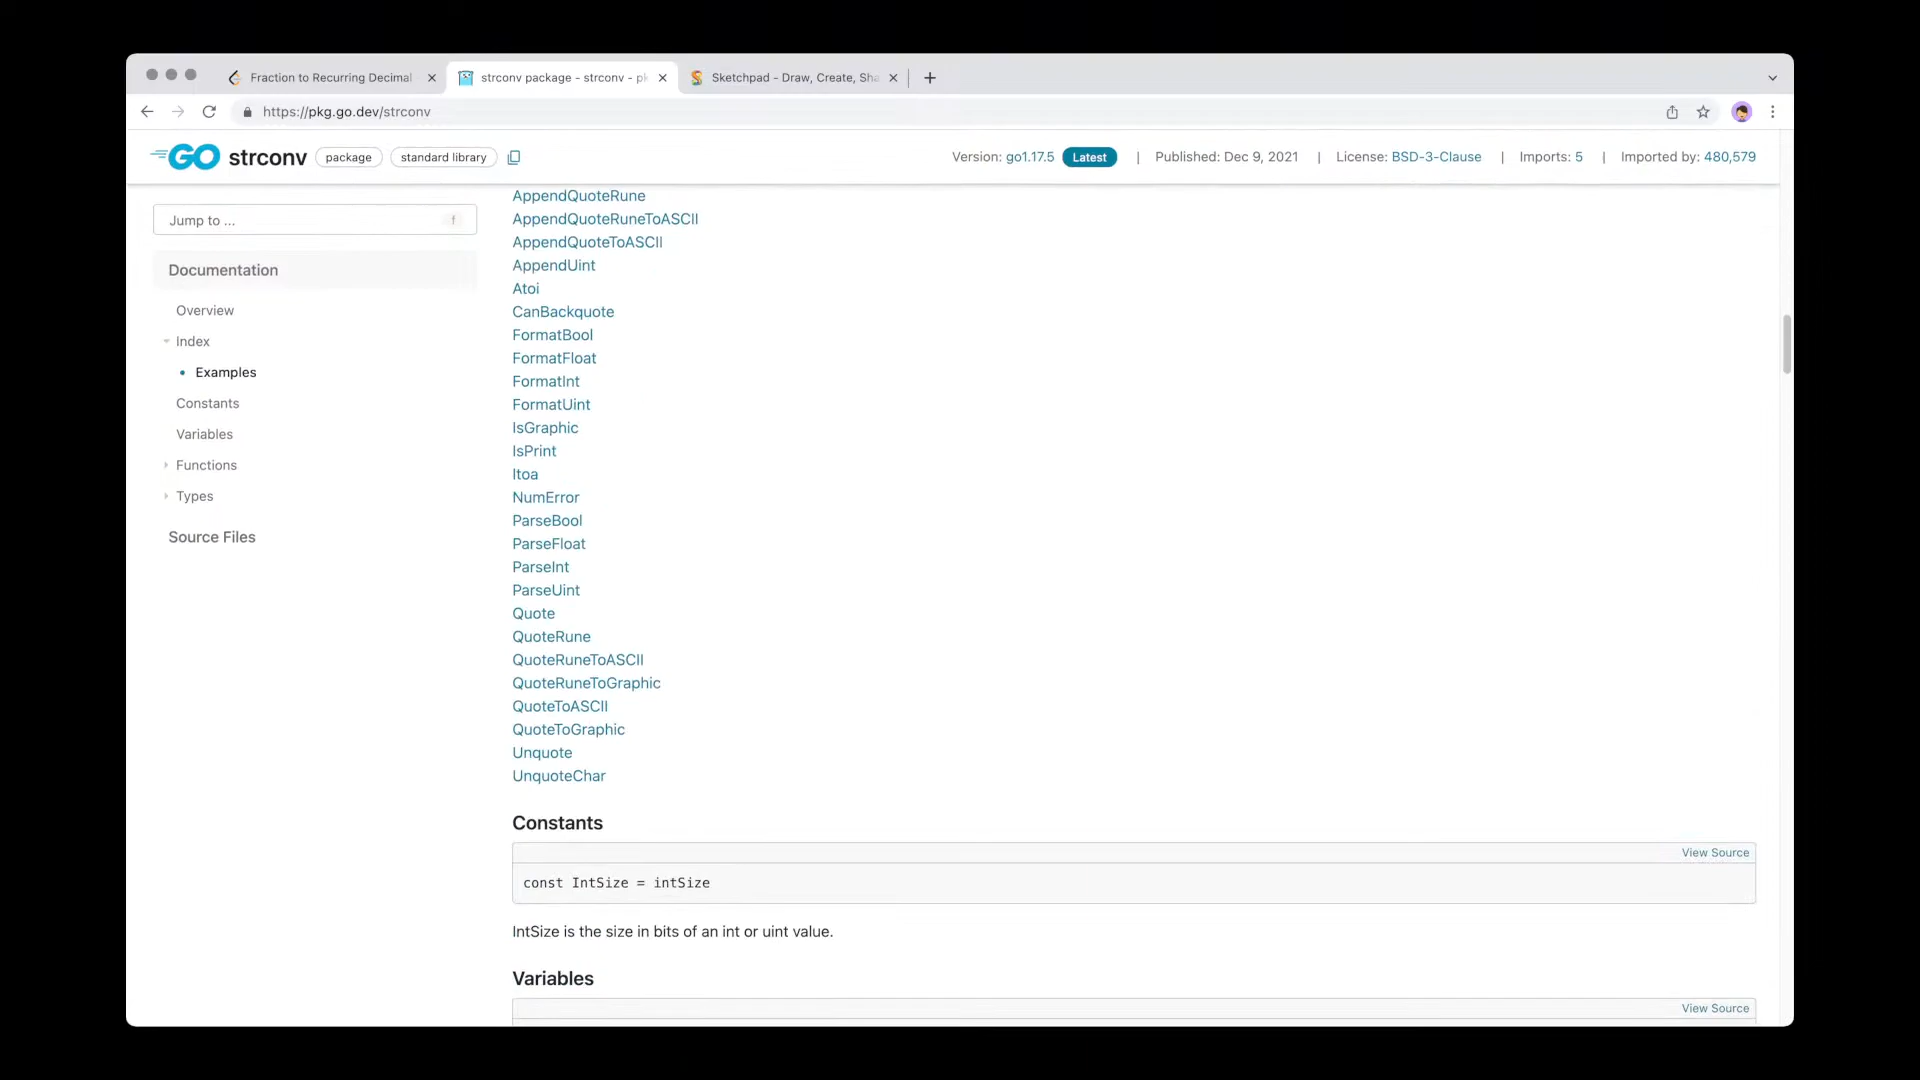 Fraction to Recurring Decimal
strconv package - strconv - pk
Sketchpad - Draw, Create, Sha
https://pkg.go.dev/strconv
GO strconv package standard library
Version: go1.17.5 Latest | Published: Dec 9, 2021 | License: BSD-3-Clause | Imports: 5 | Imported by: 480,579
Jump to ... f
Documentation
Overview
Index
Examples
Constants
Variables
Functions
Types
Source Files
AppendQuoteRune
AppendQuoteRuneToASCII
AppendQuoteToASCII
AppendUint
Atoi
CanBackquote
FormatBool
FormatFloat
FormatInt
FormatUint
IsGraphic
IsPrint
Itoa
NumError
ParseBool
ParseFloat
ParseInt
ParseUint
Quote
QuoteRune
QuoteRuneToASCII
QuoteRuneToGraphic
QuoteToASCII
QuoteToGraphic
Unquote
UnquoteChar
Constants
View Source
const IntSize = intSize
IntSize is the size in bits of an int or uint value.
Variables
View Source